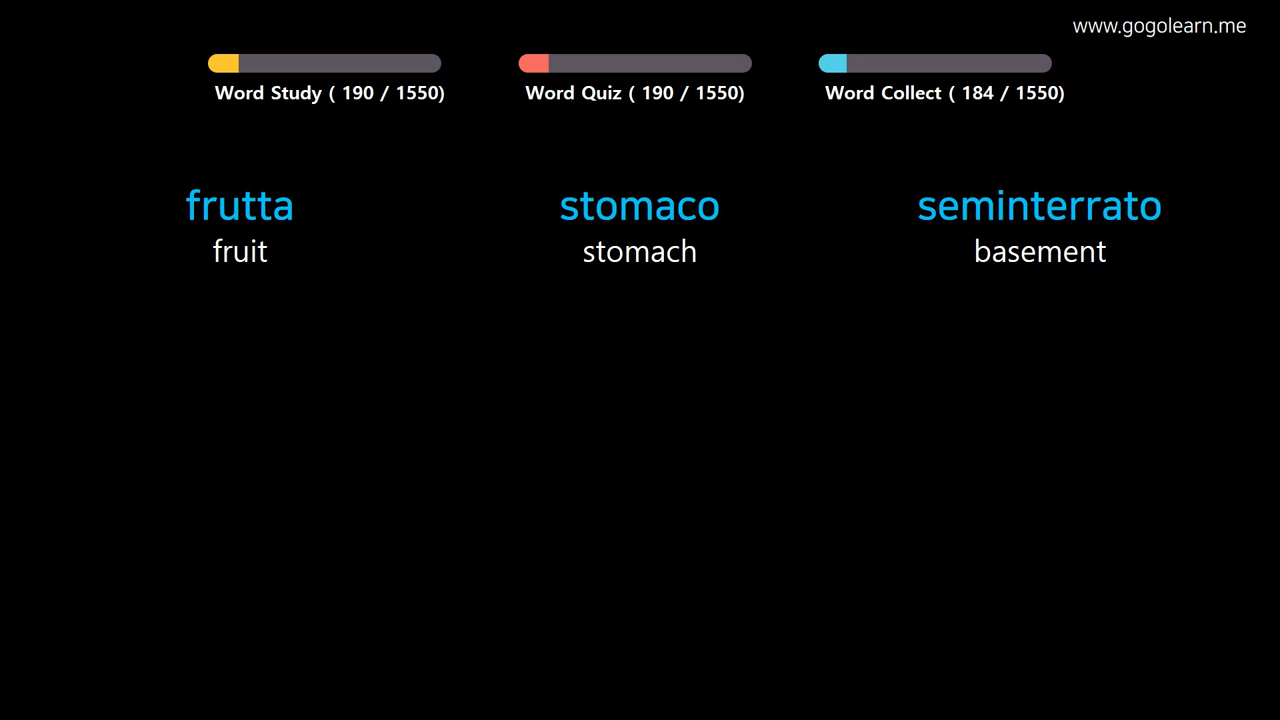 www.gogolearn.me
Word Study ( 190 / 1550)
Word Quiz ( 190 / 1550)
Word Collect ( 184 / 1550)
frutta
fruit
stomaco
stomach
seminterrato
basement